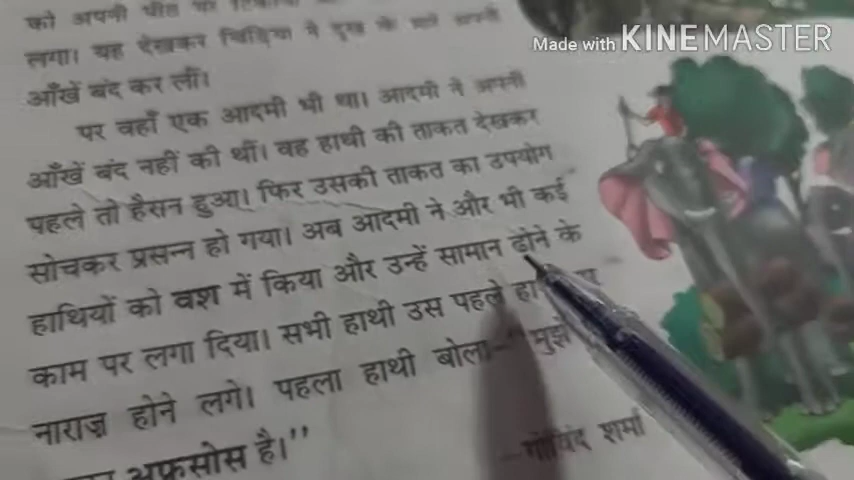 Made with KINEMASTER
को अपनी पीठ पर
लगा। यह देखकर चिड़िया ने दुख के मारे अपनी
आँखें बंद कर लीं।
पर वहाँ एक आदमी भी था। आदमी ने अपनी
आँखें बंद नहीं की थीं। वह हाथी की ताकत देखकर
पहले तो हैरान हुआ। फिर उसकी ताकत का उपयोग
सोचकर प्रसन्न हो गया। अब आदमी ने और भी कई
हाथियों को वश में किया और उन्हें सामान ढोने के
काम पर लगा दिया। सभी हाथी उस पहले
नाराज़ होने लगे। पहला हाथी बोला–"मुझे
अफ़सोस है।"
–गोविंद शर्मा